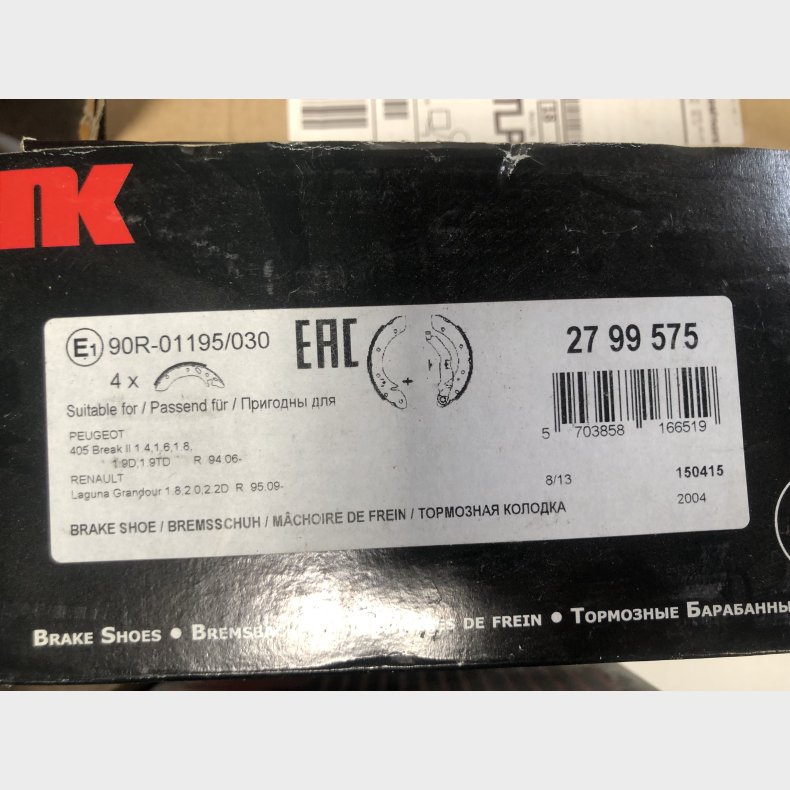 NK
E1 90R-01195/030 EAC 27 99 575
4 x
Suitable for / Passend für / Пригодны для
5 703858 166519
PEUGEOT
405 Break II 1.4,1.6,1.8,
1.9D,1.9TD R 94.06-
RENAULT
Laguna Grandour 1.8,2.0,2.2D R 95.09-
8/13 150415
2004
BRAKE SHOE / BREMSSCHUH / MÂCHOIRE DE FREIN / ТОРМОЗНАЯ КОЛОДКА
BRAKE SHOES • DE FREIN • ТОРМОЗНЫЕ БАРАБАННЫ